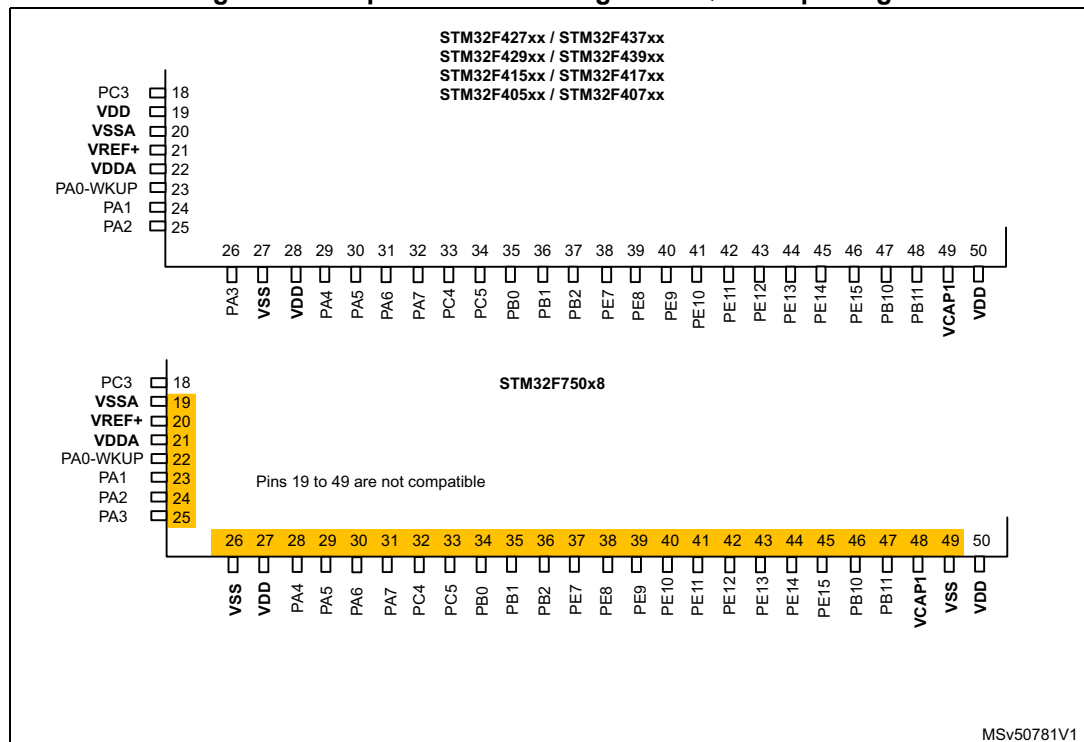 STM32F427xx / STM32F437xx
STM32F429xx / STM32F439xx
STM32F415xx / STM32F417xx
STM32F405xx / STM32F407xx
PC3 18
VDD 19
VSSA 20
VREF+ 21
VDDA 22
PA0-WKUP 23
PA1 24
PA2 25
26 27 28 29 30 31 32 33 34 35 36 37 38 39 40 41 42 43 44 45 46 47 48 49 50
PA3 VSS VDD PA4 PA5 PA6 PA7 PC4 PC5 PB0 PB1 PB2 PE7 PE8 PE9 PE10 PE11 PE12 PE13 PE14 PE15 PB10 PB11 VCAP1 VDD
STM32F750x8
PC3 18
VSSA 19
VREF+ 20
VDDA 21
PA0-WKUP 22
PA1 23
PA2 24
PA3 25
Pins 19 to 49 are not compatible
26 27 28 29 30 31 32 33 34 35 36 37 38 39 40 41 42 43 44 45 46 47 48 49 50
VSS VDD PA4 PA5 PA6 PA7 PC4 PC5 PB0 PB1 PB2 PE7 PE8 PE9 PE10 PE11 PE12 PE13 PE14 PE15 PB10 PB11 VCAP1 VSS VDD
MSv50781V1